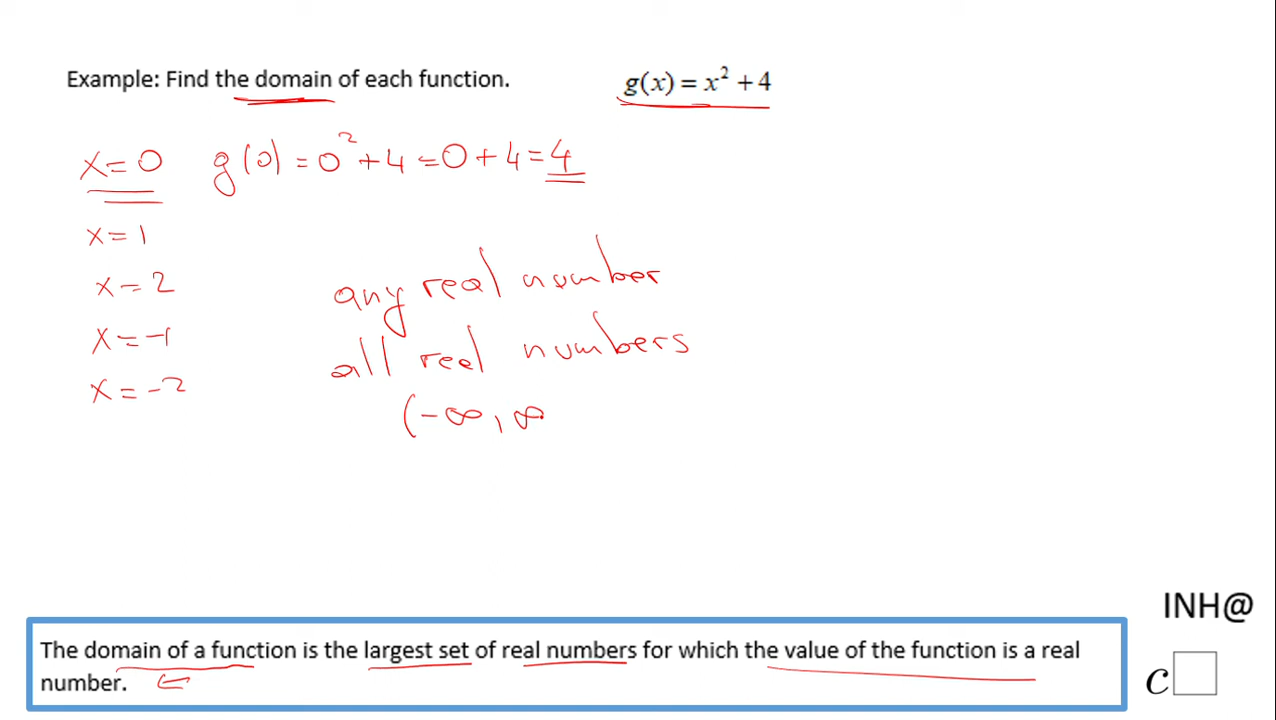 Example: Find the domain of each function. g(x) = x² + 4
x=0 g(0) = 0² + 4 = 0 + 4 = 4
x = 1
x = 2
x = -1
x = -2
any real number
all real numbers
(-∞, ∞
The domain of a function is the largest set of real numbers for which the value of the function is a real
number.
INH@
c